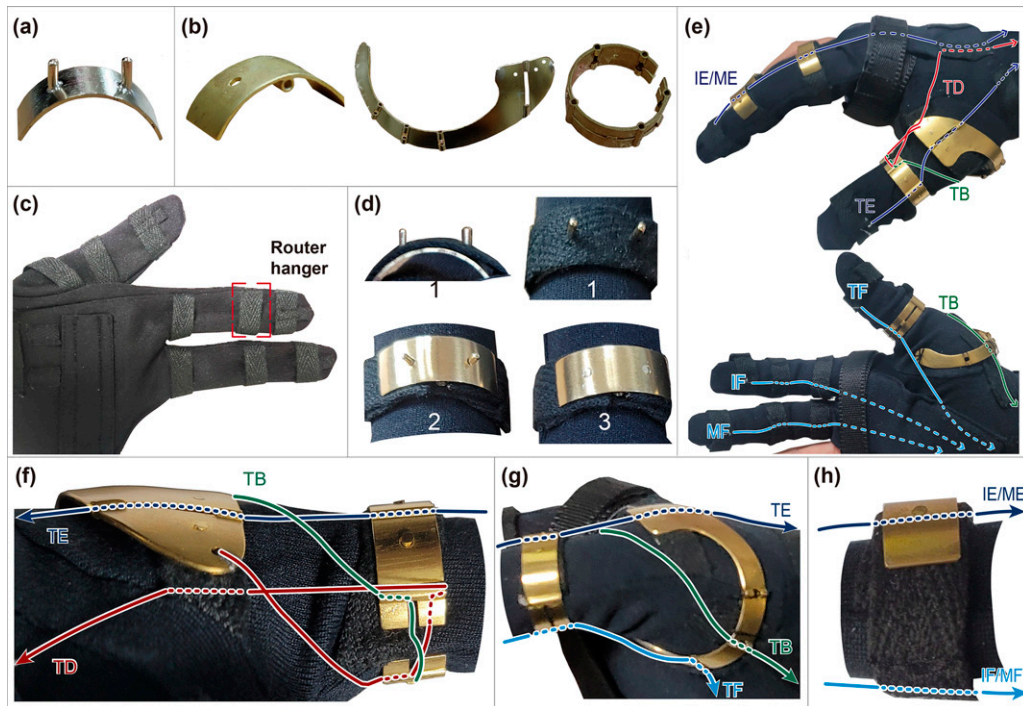 (a)
(b)
(c)
Router
hanger
(d)
1
1
2
3
(e)
IE/ME
TD
TB
TE
TF
TB
IF
MF
(f)
TB
TE
TD
(g)
TE
TB
TF
(h)
IE/ME
IF/MF